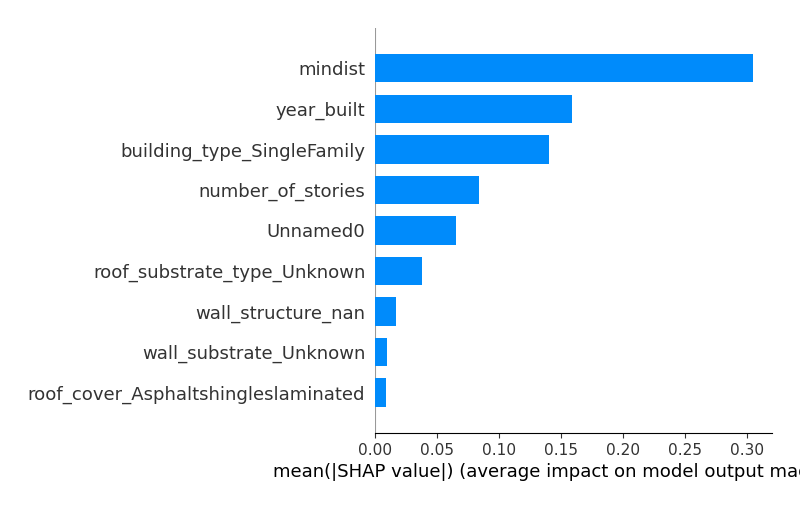 mindist
year_built
building_type_SingleFamily
number_of_stories
Unnamed0
roof_substrate_type_Unknown
wall_structure_nan
wall_substrate_Unknown
roof_cover_Asphaltshingleslaminated
0.00 0.05 0.10 0.15 0.20 0.25 0.30
mean(|SHAP value|) (average impact on model output mag